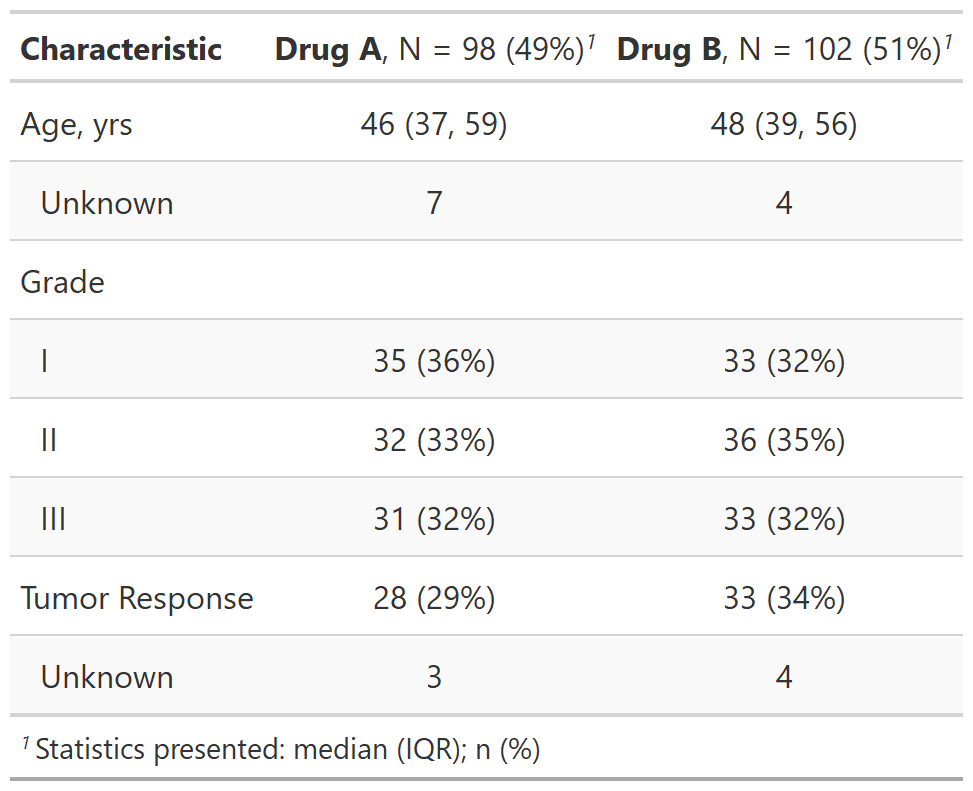 Characteristic Drug A, N = 98 (49%)¹ Drug B, N = 102 (51%)¹
Age, yrs 46 (37, 59) 48 (39, 56)
Unknown 7 4
Grade
I 35 (36%) 33 (32%)
II 32 (33%) 36 (35%)
III 31 (32%) 33 (32%)
Tumor Response 28 (29%) 33 (34%)
Unknown 3 4
¹ Statistics presented: median (IQR); n (%)